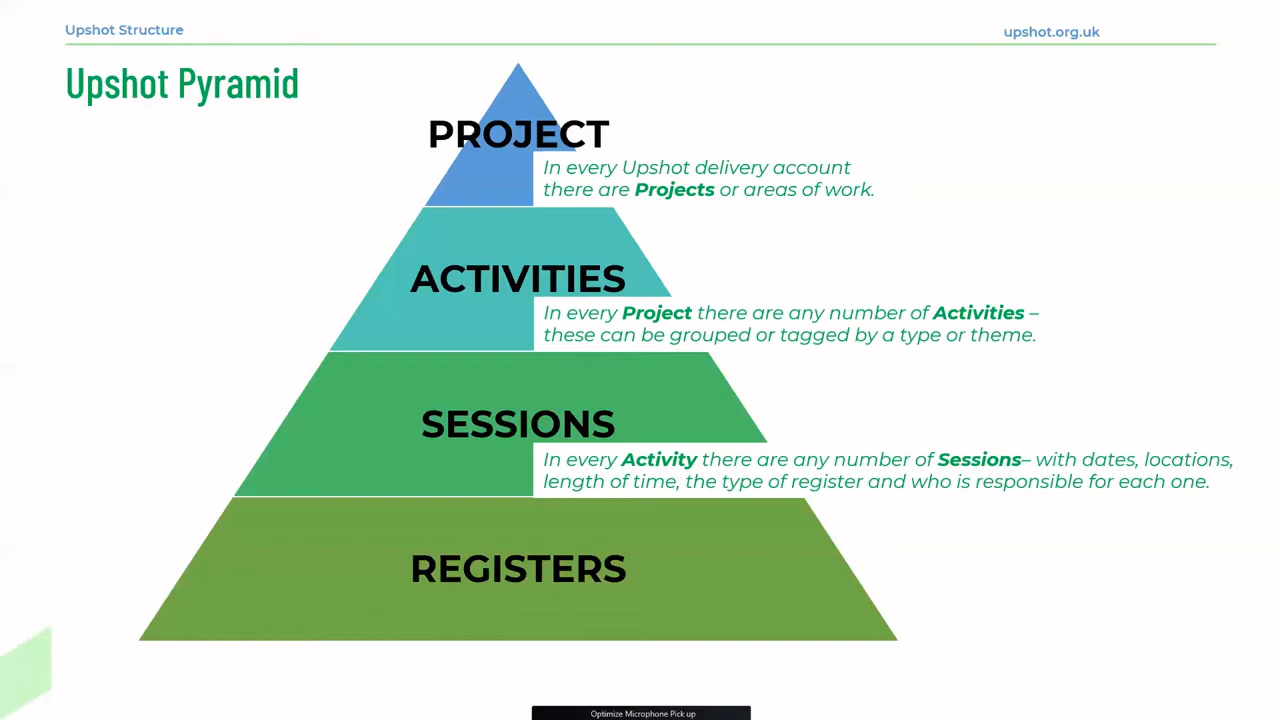 Upshot Structure
upshot.org.uk
Upshot Pyramid
PROJECT
In every Upshot delivery account
there are Projects or areas of work.
ACTIVITIES
In every Project there are any number of Activities –
these can be grouped or tagged by a type or theme.
SESSIONS
In every Activity there are any number of Sessions– with dates, locations,
length of time, the type of register and who is responsible for each one.
REGISTERS
Optimize Microphone Pick up